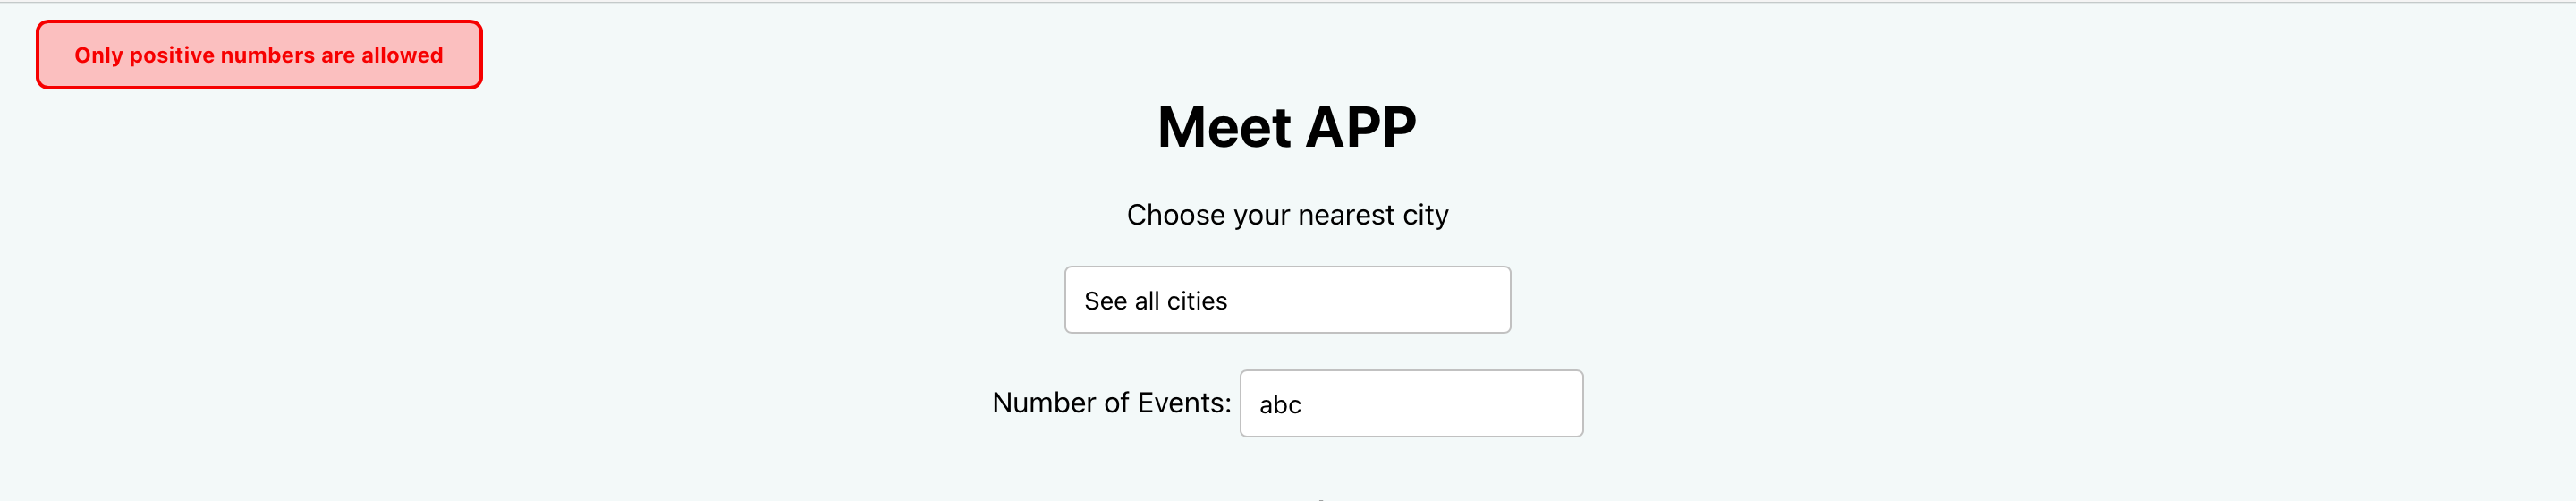 Only positive numbers are allowed
Meet APP
Choose your nearest city
See all cities
Number of Events: abc